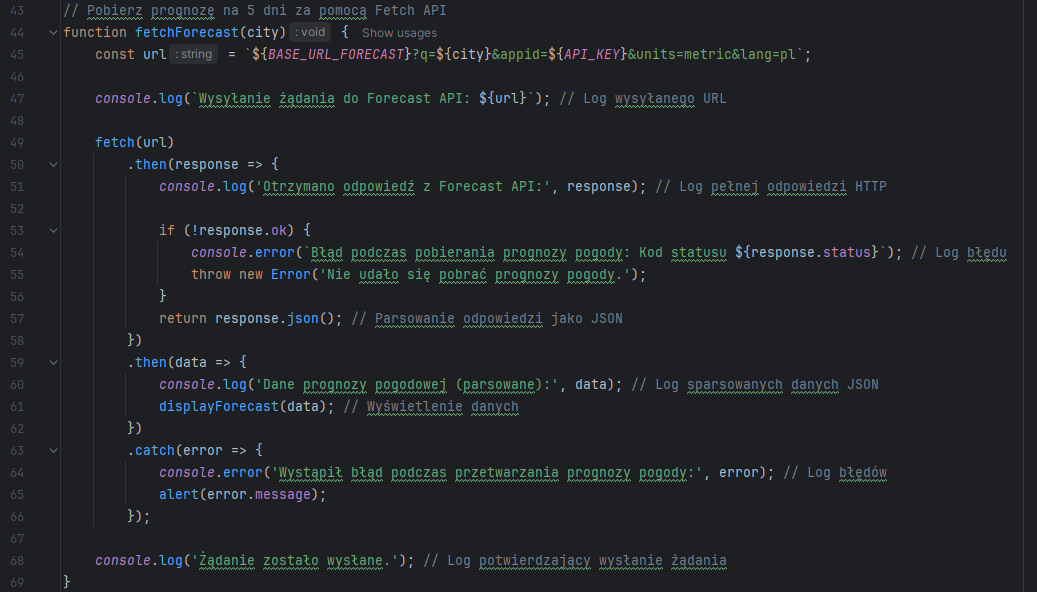 43 // Pobierz prognozę na 5 dni za pomocą Fetch API
44 function fetchForecast(city) : void { Show usages
45 const url : string = `${BASE_URL_FORECAST}?q=${city}&appid=${API_KEY}&units=metric&lang=pl`;
46
47 console.log(`Wysyłanie żądania do Forecast API: ${url}`); // Log wysyłanego URL
48
49 fetch(url)
50 .then(response => {
51 console.log('Otrzymano odpowiedź z Forecast API:', response); // Log pełnej odpowiedzi HTTP
52
53 if (!response.ok) {
54 console.error(`Błąd podczas pobierania prognozy pogody: Kod statusu ${response.status}`); // Log błędu
55 throw new Error('Nie udało się pobrać prognozy pogody.');
56 }
57 return response.json(); // Parsowanie odpowiedzi jako JSON
58 })
59 .then(data => {
60 console.log('Dane prognozy pogodowej (parsowane):', data); // Log sparsowanych danych JSON
61 displayForecast(data); // Wyświetlenie danych
62 })
63 .catch(error => {
64 console.error('Wystąpił błąd podczas przetwarzania prognozy pogody:', error); // Log błędów
65 alert(error.message);
66 });
67
68 console.log('Żądanie zostało wysłane.'); // Log potwierdzający wysłanie żądania
69 }